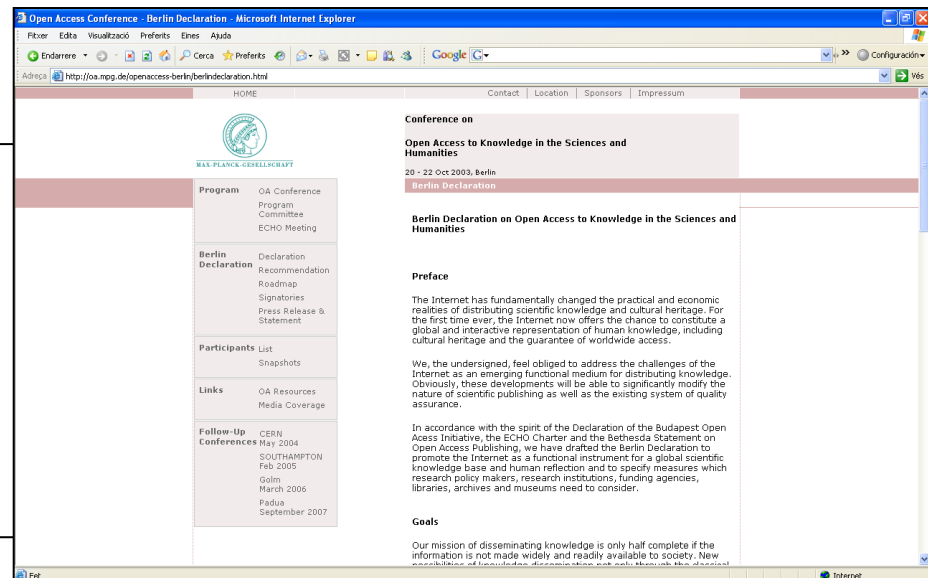 Open Access Conference - Berlin Declaration - Microsoft Internet Explorer
Fitxer Edita Visualització Preferits Eines Ajuda
Endarrere Cerca Preferits Google G Configuración
Adreça http://oa.mpg.de/openaccess-berlin/berlindeclaration.html Vés
HOME Contact Location Sponsors Impressum
MAX-PLANCK-GESELLSCHAFT
Conference on
Open Access to Knowledge in the Sciences and
Humanities
20 - 22 Oct 2003, Berlin
Berlin Declaration
Program OA Conference
Program
Committee
ECHO Meeting
Berlin
Declaration
Declaration
Recommendation
Roadmap
Signatories
Press Release &
Statement
Participants List
Snapshots
Links OA Resources
Media Coverage
Follow-Up
Conferences
CERN
May 2004
SOUTHAMPTON
Feb 2005
Golm
March 2006
Padua
September 2007
Berlin Declaration on Open Access to Knowledge in the Sciences and
Humanities
Preface
The Internet has fundamentally changed the practical and economic
realities of distributing scientific knowledge and cultural heritage. For
the first time ever, the Internet now offers the chance to constitute a
global and interactive representation of human knowledge, including
cultural heritage and the guarantee of worldwide access.
We, the undersigned, feel obliged to address the challenges of the
Internet as an emerging functional medium for distributing knowledge.
Obviously, these developments will be able to significantly modify the
nature of scientific publishing as well as the existing system of quality
assurance.
In accordance with the spirit of the Declaration of the Budapest Open
Acess Initiative, the ECHO Charter and the Bethesda Statement on
Open Access Publishing, we have drafted the Berlin Declaration to
promote the Internet as a functional instrument for a global scientific
knowledge base and human reflection and to specify measures which
research policy makers, research institutions, funding agencies,
libraries, archives and museums need to consider.
Goals
Our mission of disseminating knowledge is only half complete if the
information is not made widely and readily available to society. New
possibilities of knowledge dissemination not only through the classical
Fet Internet